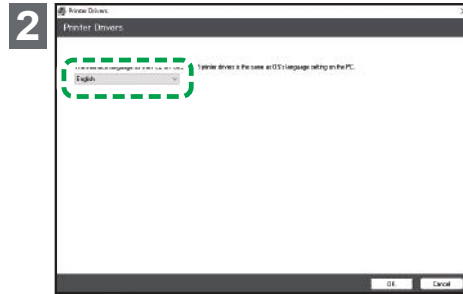 2
Printer Drivers
Printer Drivers
printer drivers is the same as OS's language setting on the PC.
English
OK
Cancel